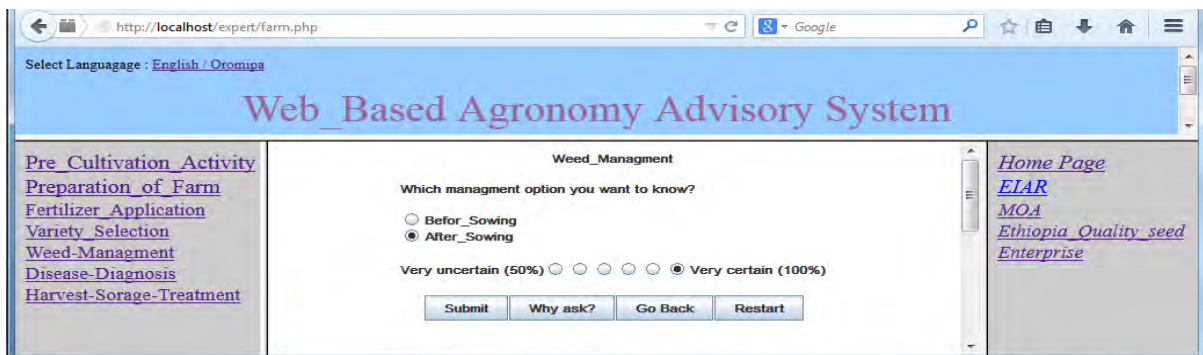 http://localhost/expert/farm.php
Google
Select Languagage : English / Oromipa
Web_Based Agronomy Advisory System
Pre_Cultivation_Activity
Preparation_of_Farm
Fertilizer_Application
Variety_Selection
Weed-Managment
Disease-Diagnosis
Harvest-Sorage-Treatment
Weed_Managment
Which managment option you want to know?
Befor_Sowing
After_Sowing
Very uncertain (50%) Very certain (100%)
Submit Why ask? Go Back Restart
Home Page
EIAR
MOA
Ethiopia_Quality_seed
Enterprise